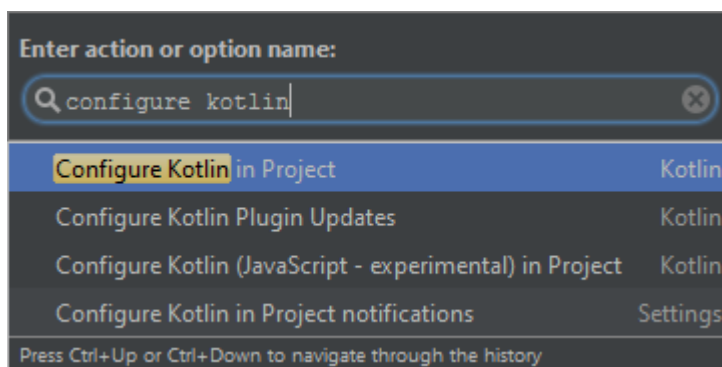 Enter action or option name:
configure kotlin
Configure Kotlin in Project Kotlin
Configure Kotlin Plugin Updates Kotlin
Configure Kotlin (JavaScript - experimental) in Project Kotlin
Configure Kotlin in Project notifications Settings
Press Ctrl+Up or Ctrl+Down to navigate through the history